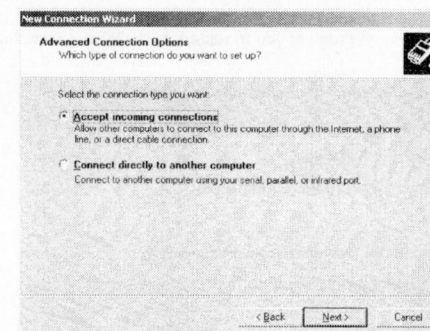 New Connection Wizard
Advanced Connection Options
Which type of connection do you want to set up?
Select the connection type you want:
Accept incoming connections
Allow other computers to connect to this computer through the Internet, a phone
line, or a direct cable connection.
Connect directly to another computer
Connect to another computer using your serial, parallel, or infrared port.
< Back Next > Cancel